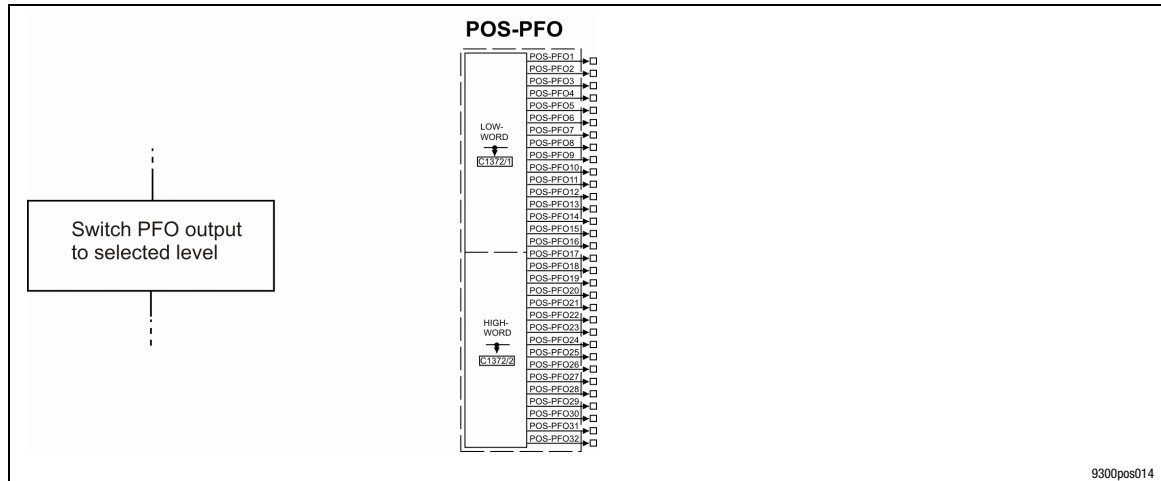 POS-PFO
POS-PFO1
POS-PFO2
POS-PFO3
POS-PFO4
POS-PFO5
POS-PFO6
POS-PFO7
POS-PFO8
POS-PFO9
POS-PFO10
POS-PFO11
POS-PFO12
POS-PFO13
POS-PFO14
POS-PFO15
POS-PFO16
POS-PFO17
POS-PFO18
POS-PFO19
POS-PFO20
POS-PFO21
POS-PFO22
POS-PFO23
POS-PFO24
POS-PFO25
POS-PFO26
POS-PFO27
POS-PFO28
POS-PFO29
POS-PFO30
POS-PFO31
POS-PFO32
LOW-
WORD
C1372/1
HIGH-
WORD
C1372/2
Switch PFO output
to selected level
9300pos014